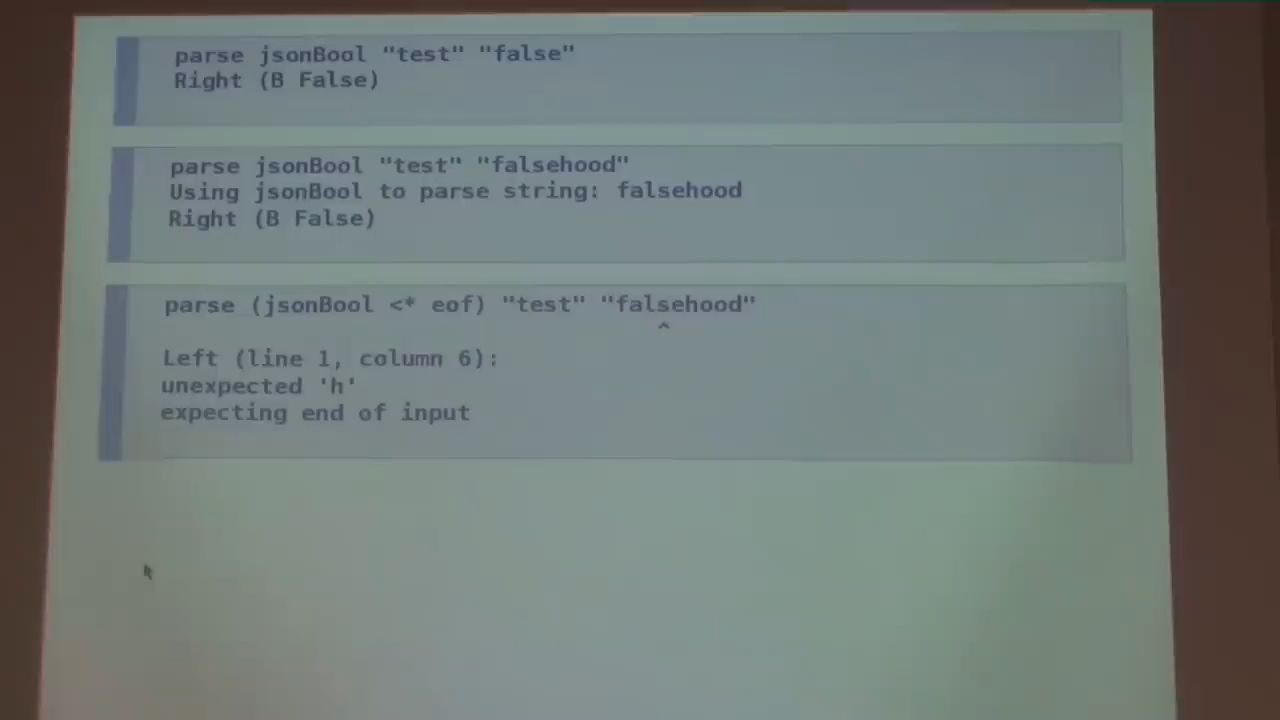 parse jsonBool "test" "false"
Right (B False)
parse jsonBool "test" "falsehood"
Using jsonBool to parse string: falsehood
Right (B False)
parse (jsonBool <* eof) "test" "falsehood"
^
Left (line 1, column 6):
unexpected 'h'
expecting end of input